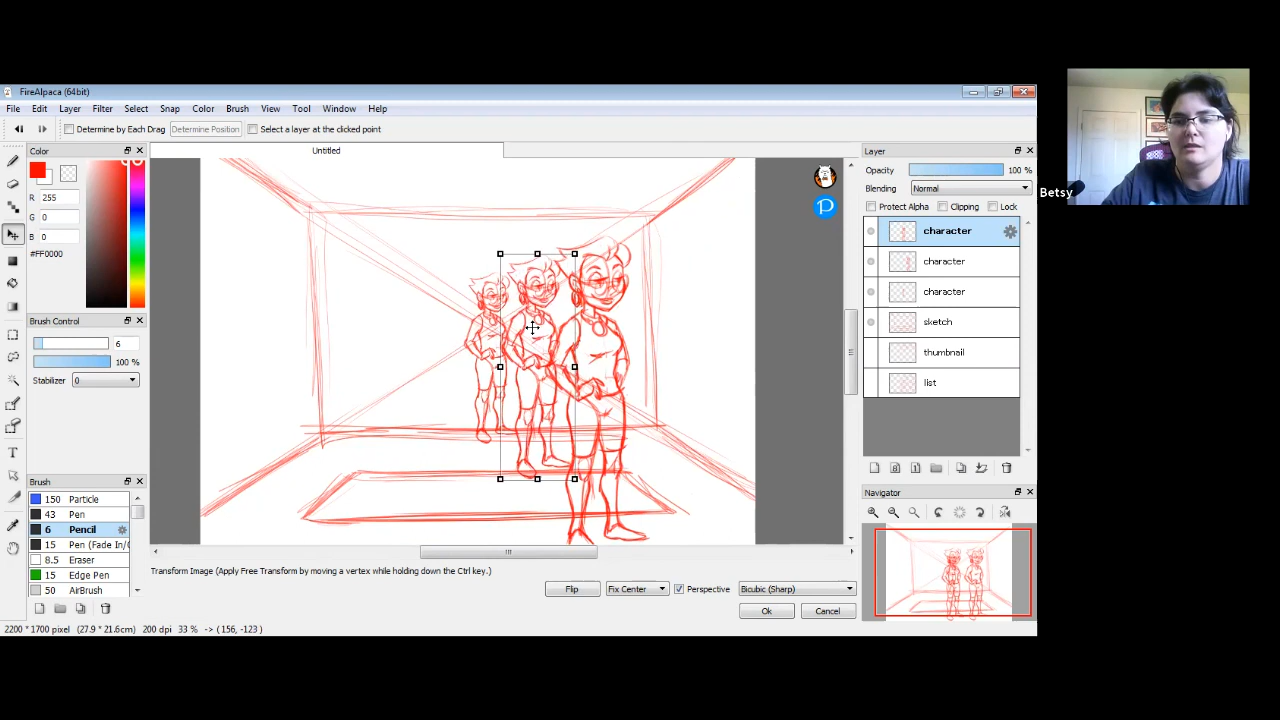 FireAlpaca (64bit)
File Edit Layer Filter Select Snap Color Brush View Tool Window Help
Determine by Each Drag Determine Position Select a layer at the clicked point
Color
Untitled
Layer
R 255
G 0
B 0
#FF0000
Opacity 100 %
Blending Normal
Protect Alpha Clipping Lock
Betsy
character
character
character
sketch
thumbnail
list
Brush Control
6
100 %
Stabilizer 0
T
Brush
150 Particle
43 Pen
6 Pencil
15 Pen (Fade In/O
8.5 Eraser
15 Edge Pen
50 AirBrush
Navigator
Transform Image (Apply Free Transform by moving a vertex while holding down the Ctrl key.)
Flip Fix Center Perspective Bicubic (Sharp)
Ok Cancel
2200 * 1700 pixel (27.9 * 21.6cm) 200 dpi 33 % -> ( 156, -123 )